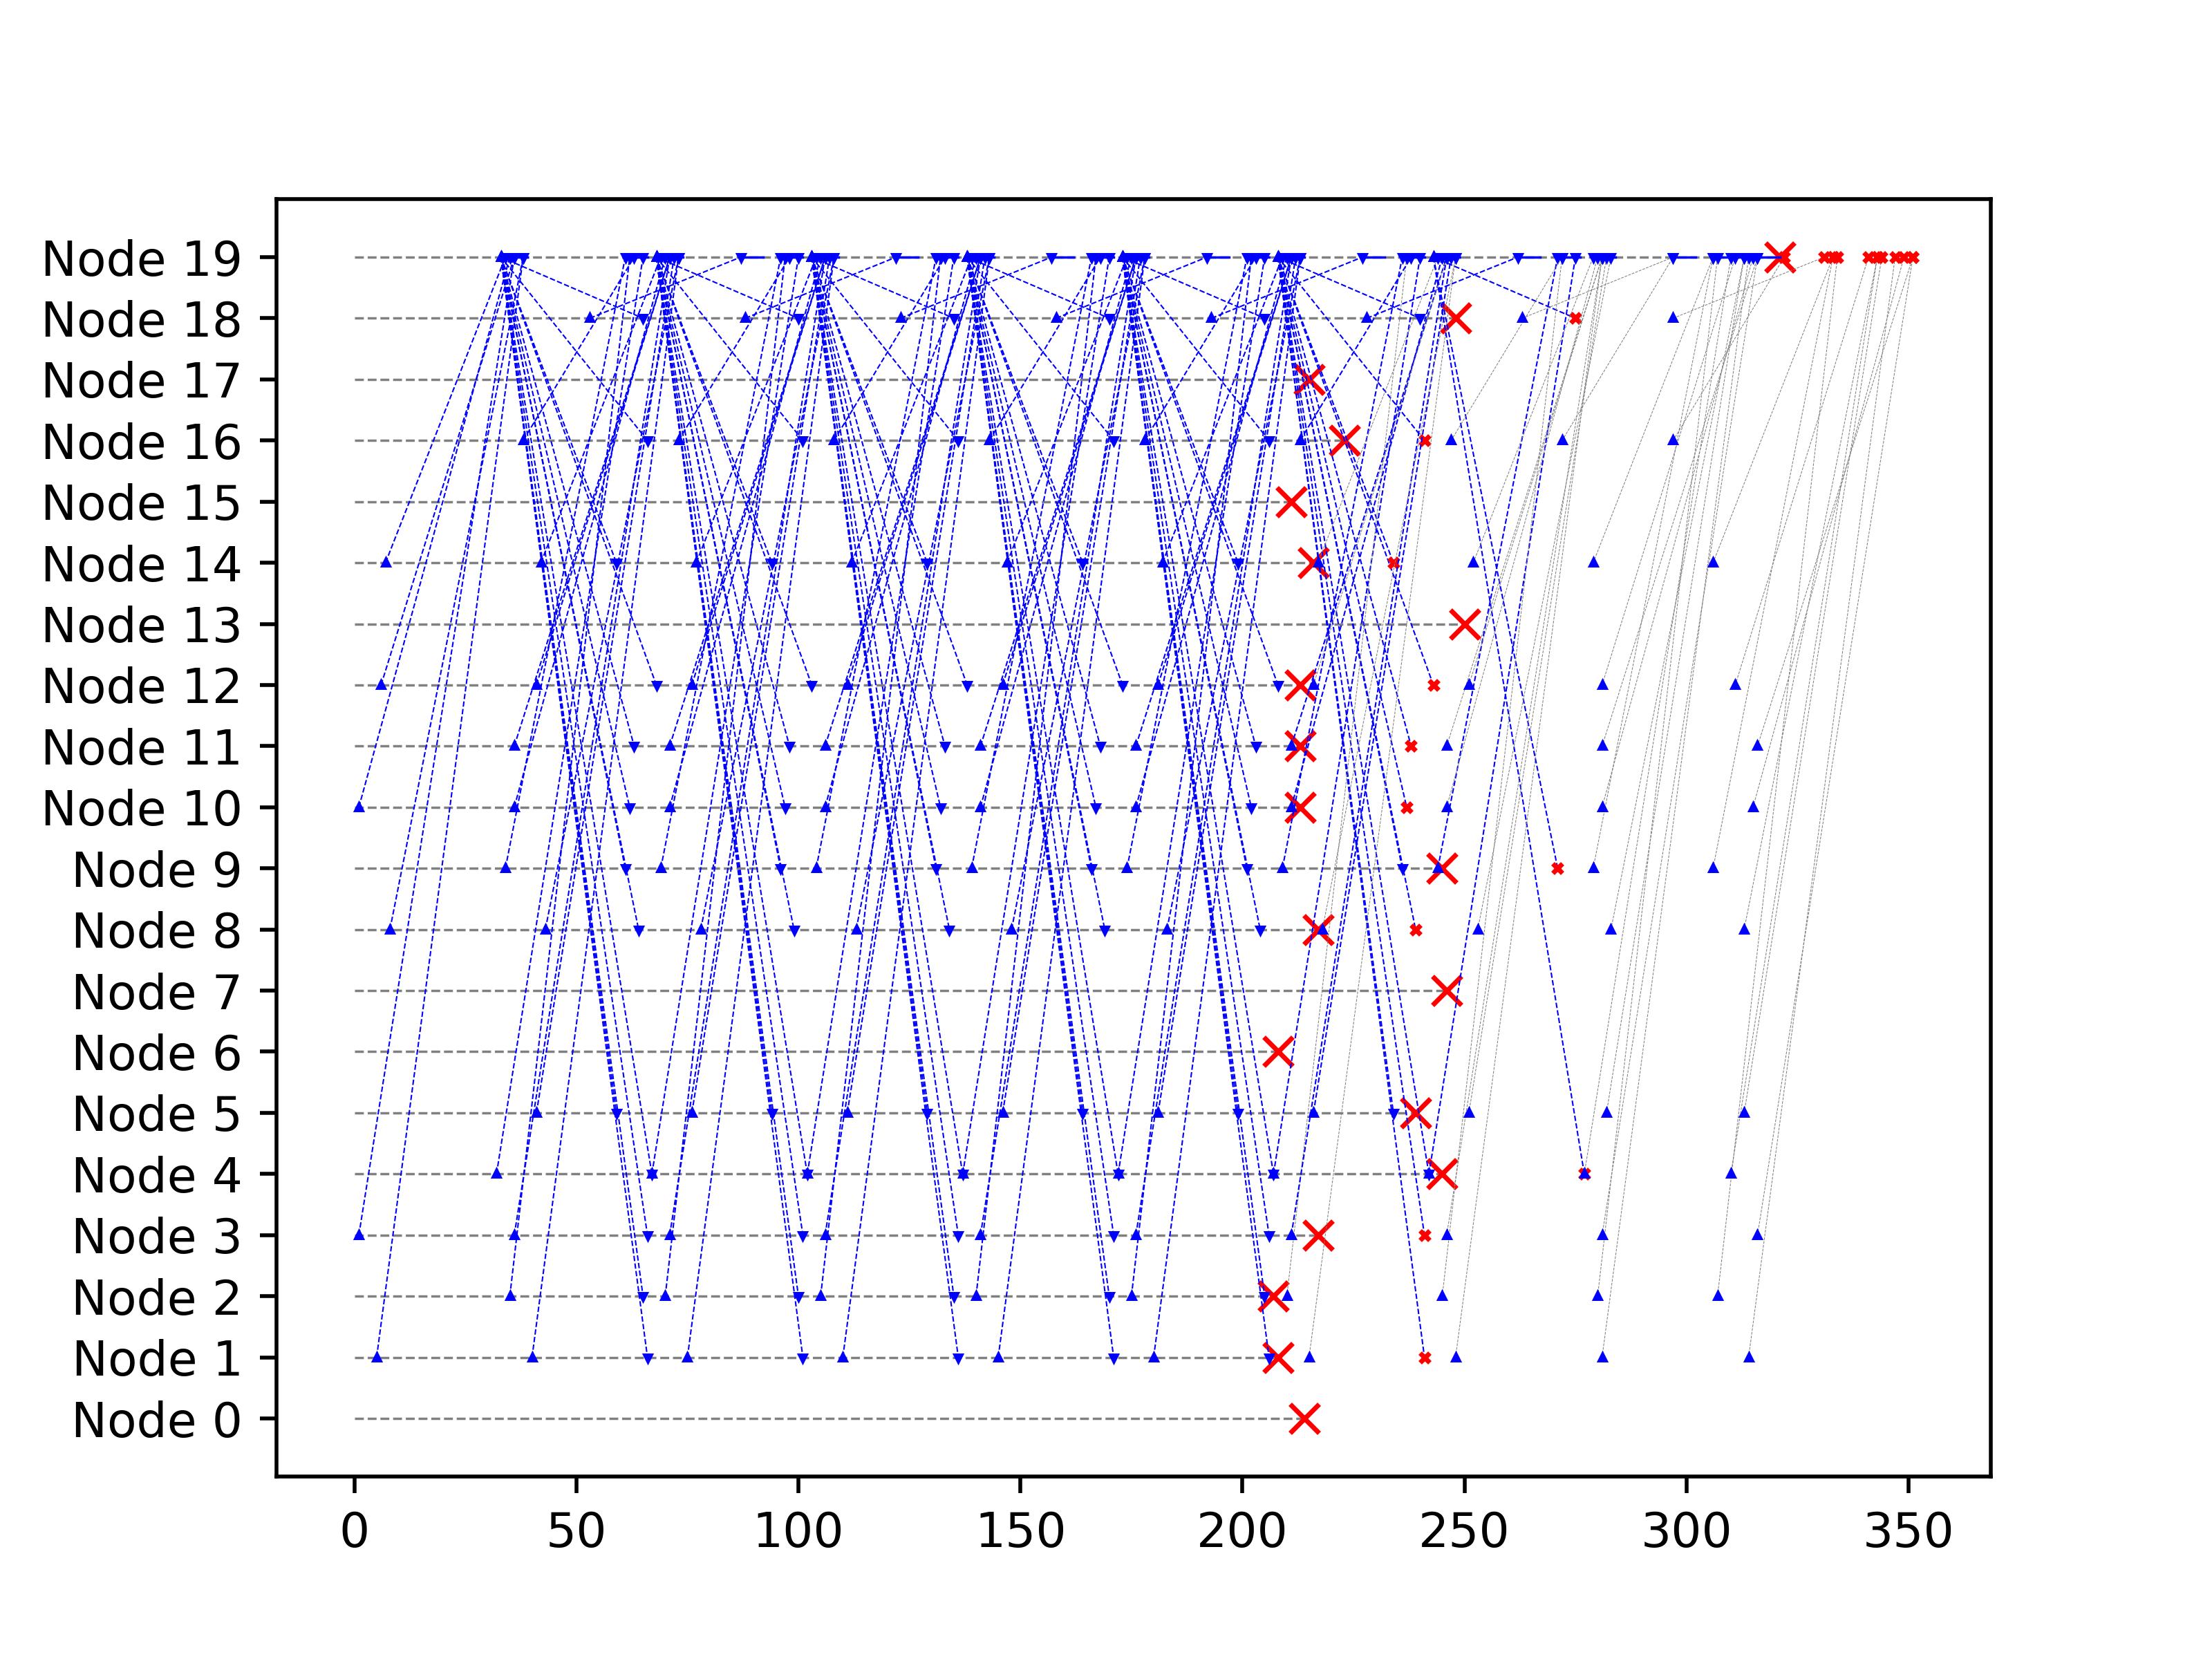 Node 19
Node 18
Node 17
Node 16
Node 15
Node 14
Node 13
Node 12
Node 11
Node 10
Node 9
Node 8
Node 7
Node 6
Node 5
Node 4
Node 3
Node 2
Node 1
Node 0
0 50 100 150 200 250 300 350